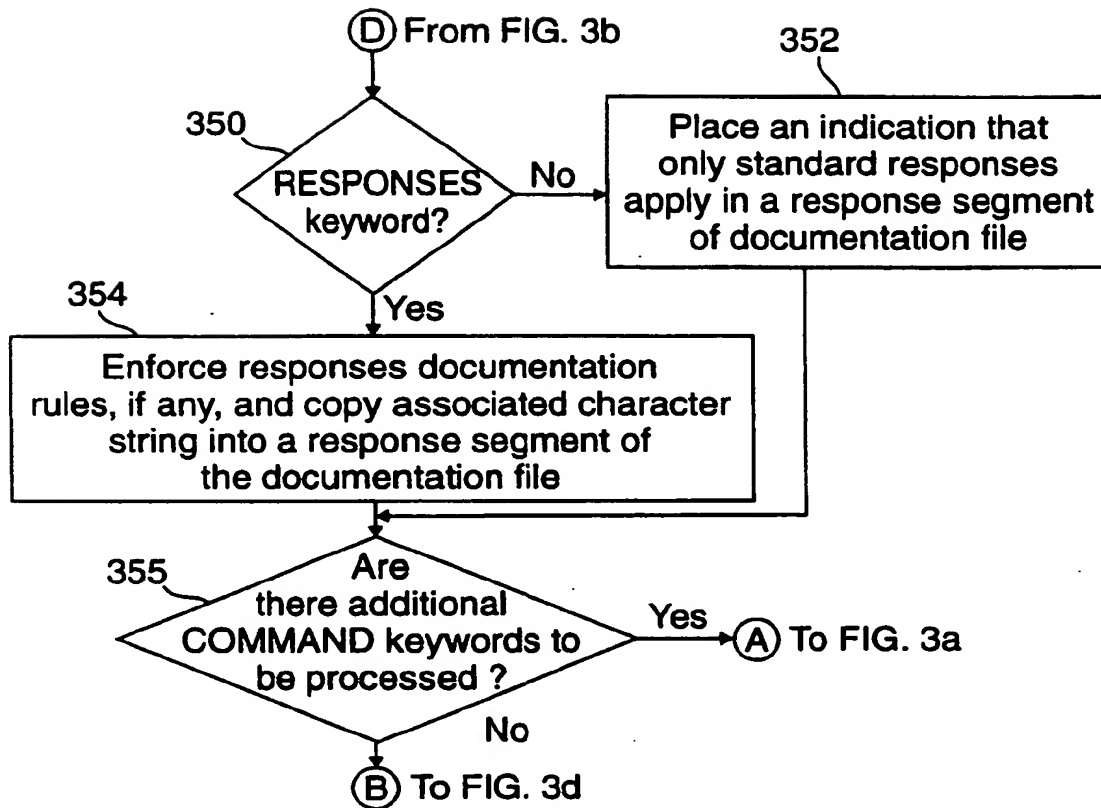 D From FIG. 3b
352
350
Place an indication that
only standard responses
apply in a response segment
of documentation file
RESPONSES
keyword?
No
Yes
354
Enforce responses documentation
rules, if any, and copy associated character
string into a response segment of
the documentation file
355
Are
there additional
COMMAND keywords to
be processed ?
Yes
A To FIG. 3a
No
B To FIG. 3d